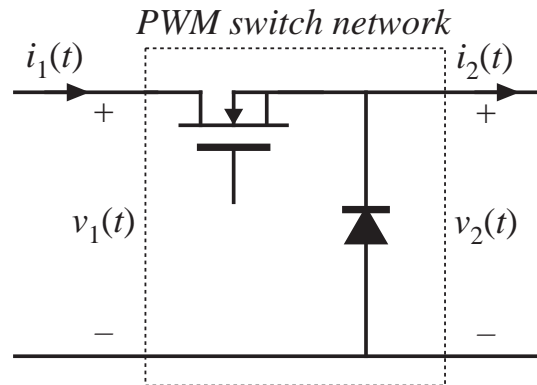 PWM switch network
i1(t)
i2(t)
+
+
v1(t)
v2(t)
–
–